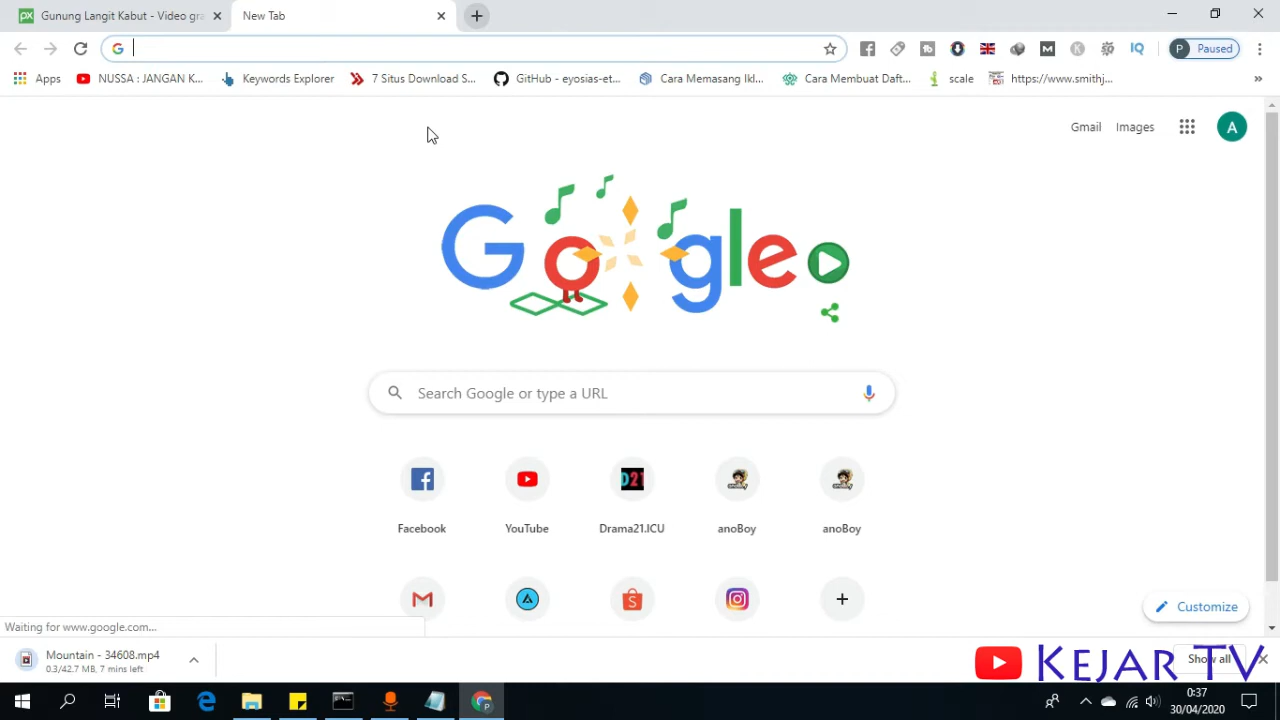 Gunung Langit Kabut - Video gra
New Tab
P Paused
Apps
NUSSA : JANGAN K...
Keywords Explorer
7 Situs Download S...
GitHub - eyosias-et...
Cara Memasang Ikl...
Cara Membuat Daft...
scale
https://www.smithj...
»
Gmail
Images
A
Google
Search Google or type a URL
Facebook
YouTube
Drama21.ICU
anoBoy
anoBoy
Customize
Waiting for www.google.com...
Mountain - 34608.mp4
0.3/42.7 MB, 7 mins left
Show all
KEJAR TV
0:37
30/04/2020